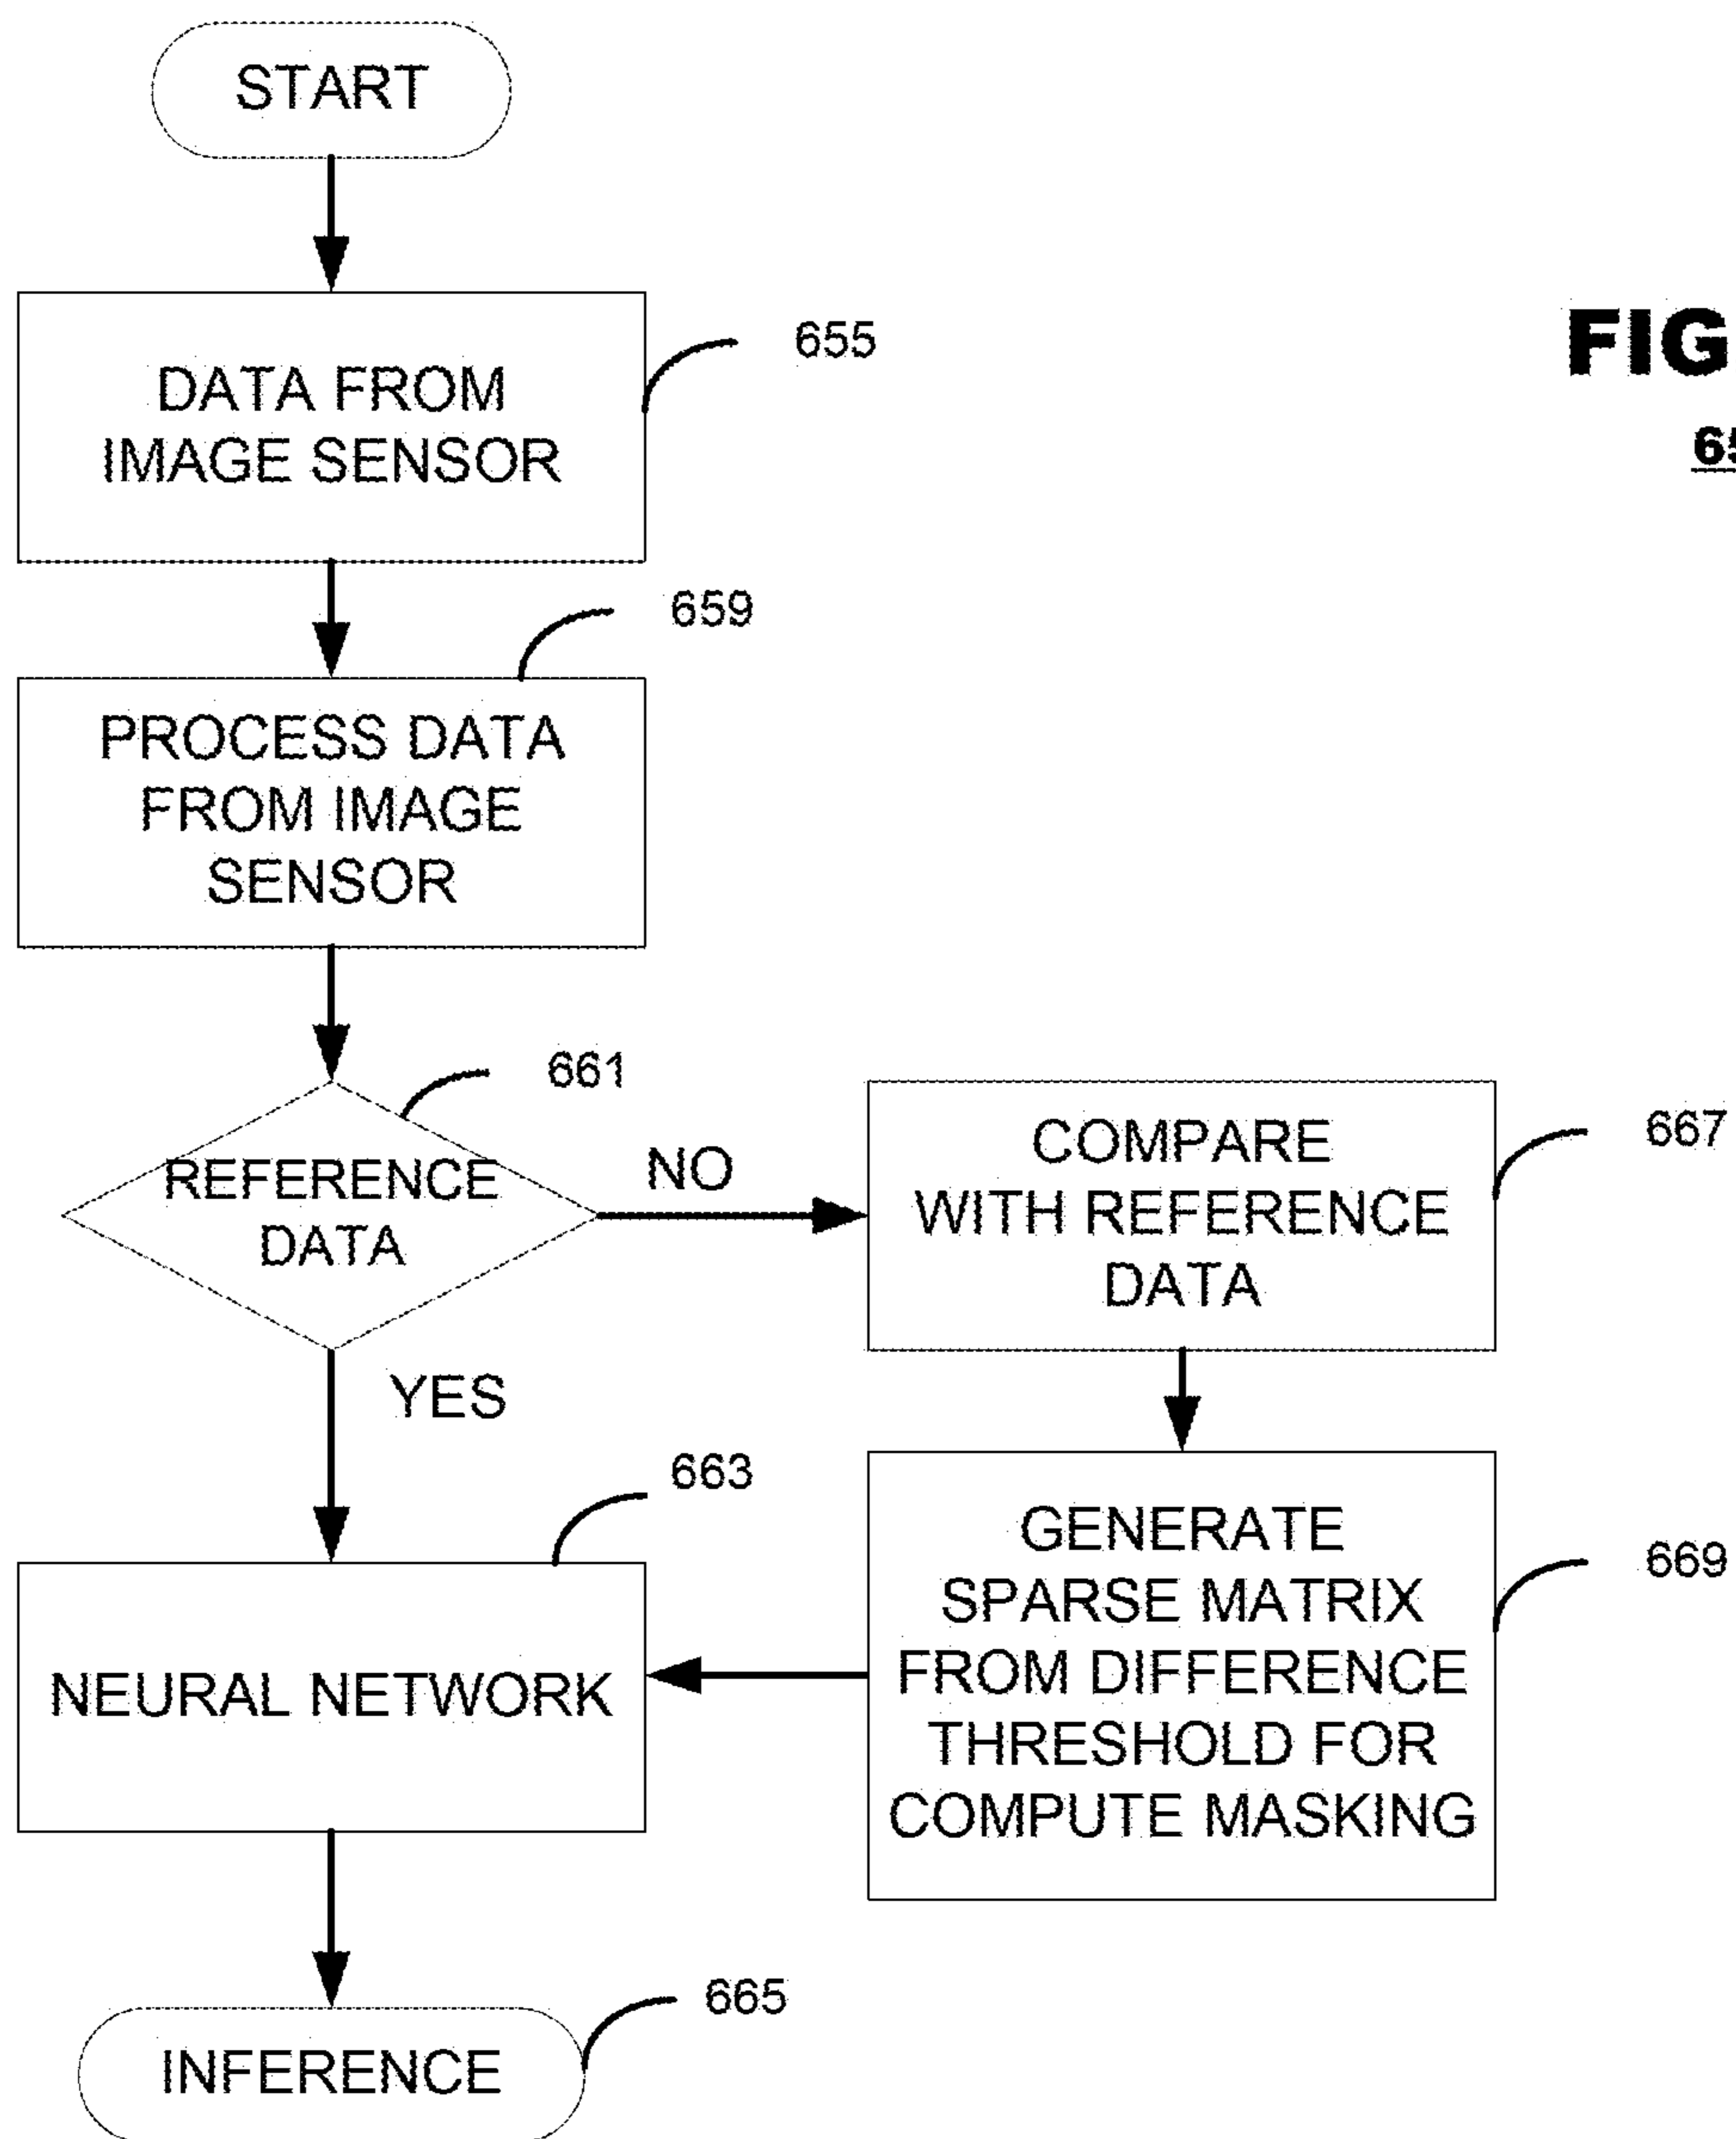 START
DATA FROM
IMAGE SENSOR
655
FIG
659
PROCESS DATA
FROM IMAGE
SENSOR
661
REFERENCE
DATA
NO
YES
COMPARE
WITH REFERENCE
DATA
667
663
NEURAL NETWORK
GENERATE
SPARSE MATRIX
FROM DIFFERENCE
THRESHOLD FOR
COMPUTE MASKING
669
INFERENCE
665